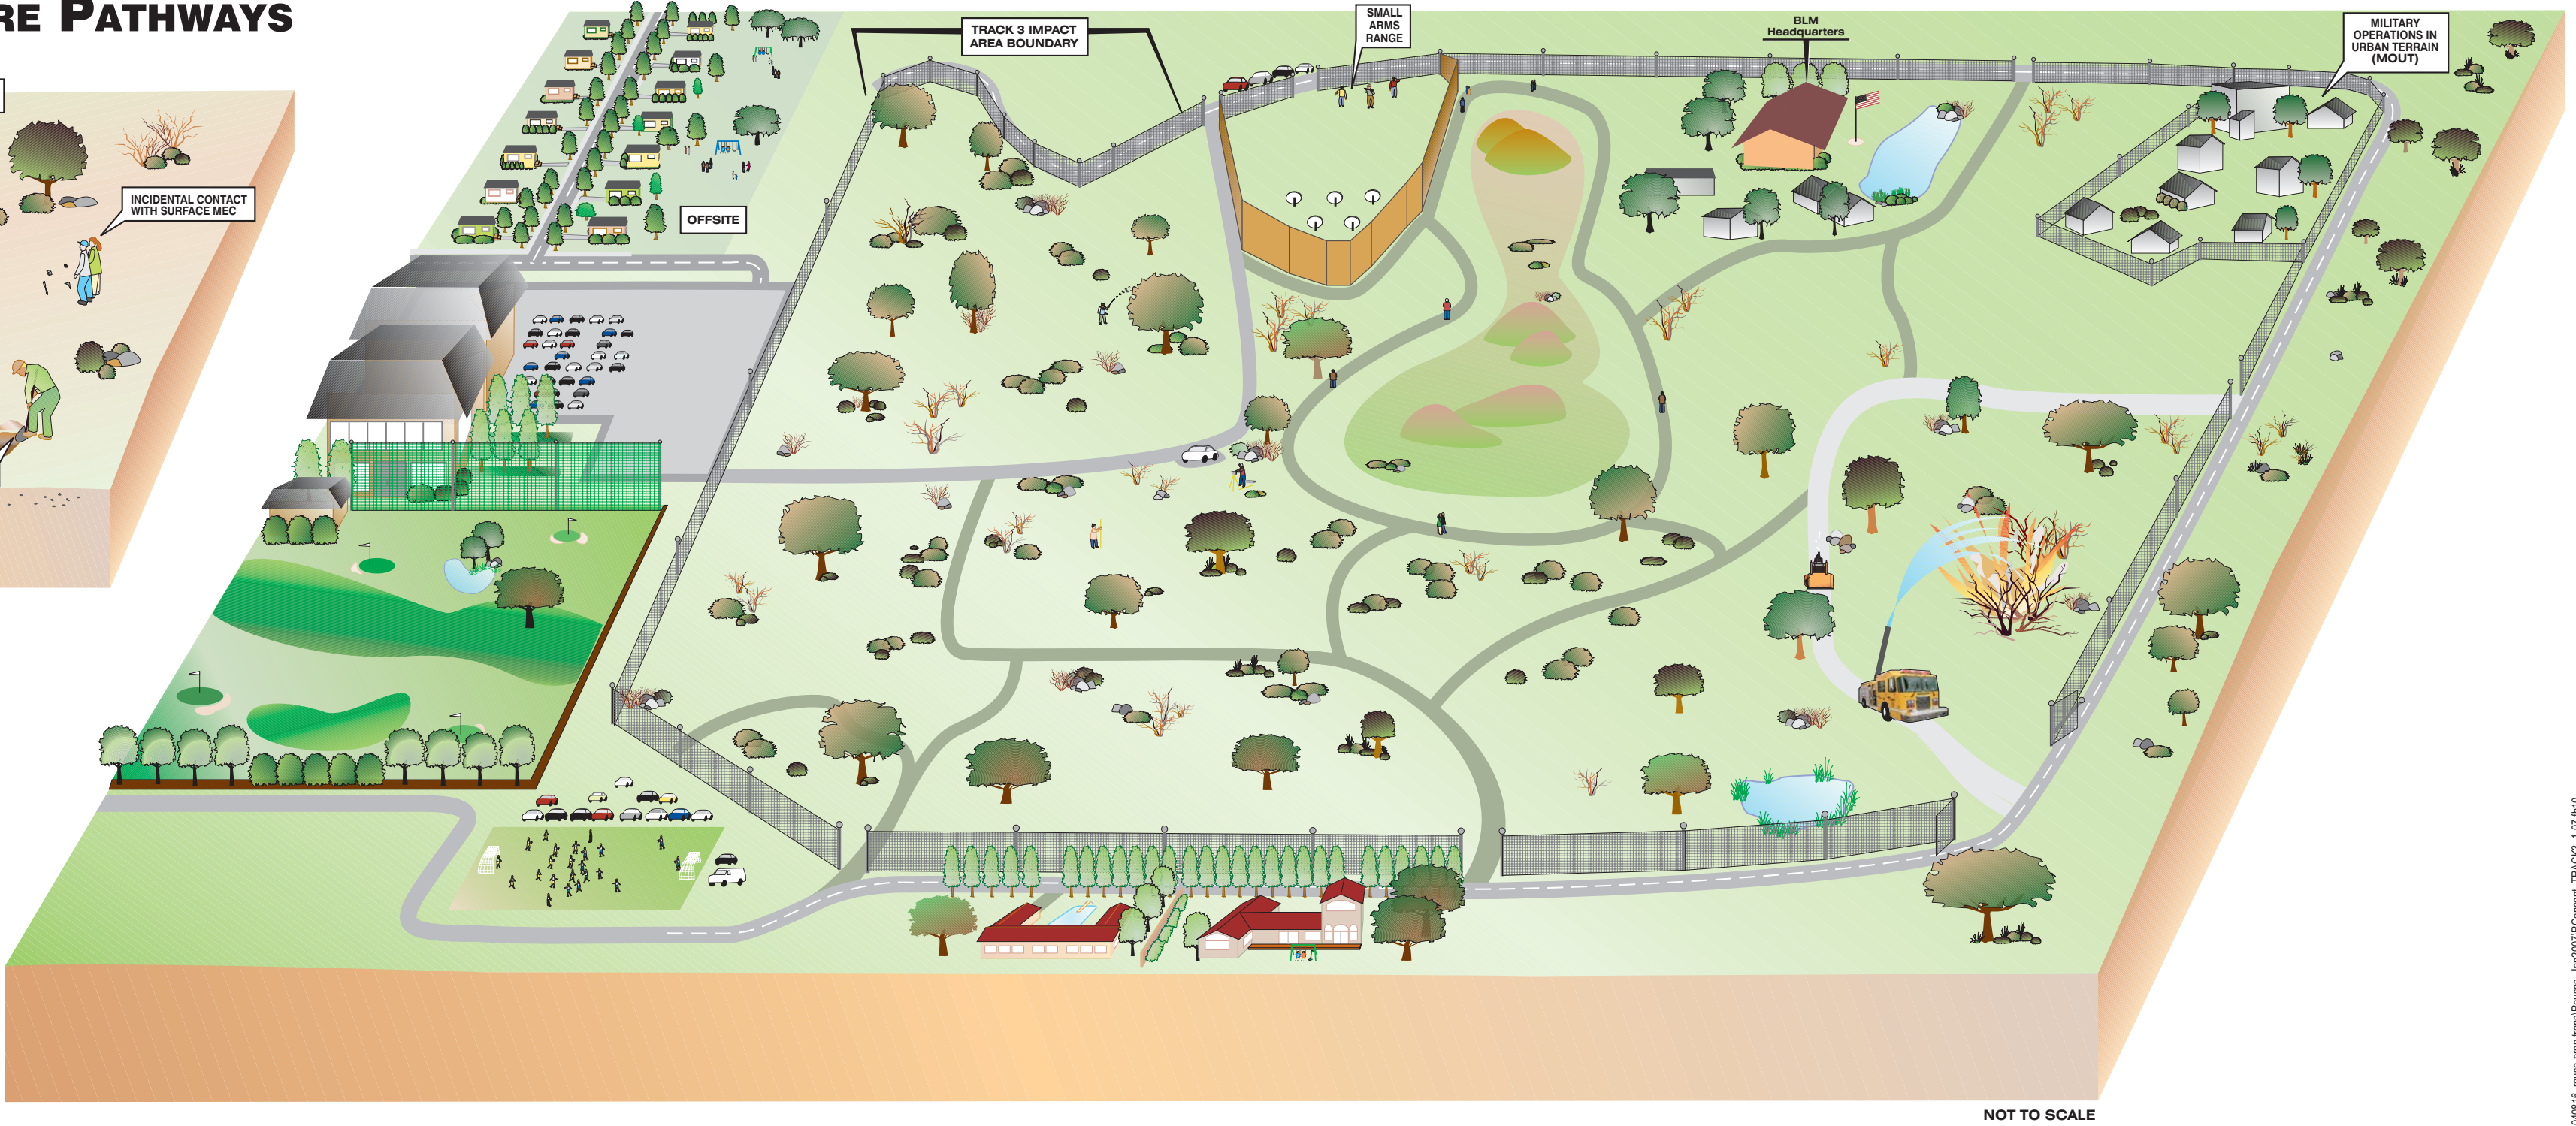 RE PATHWAYS
INCIDENTAL CONTACT
WITH SURFACE MEC
OFFSITE
TRACK 3 IMPACT
AREA BOUNDARY
SMALL
ARMS
RANGE
BLM
Headquarters
MILITARY
OPERATIONS IN
URBAN TERRAIN
(MOUT)
NOT TO SCALE